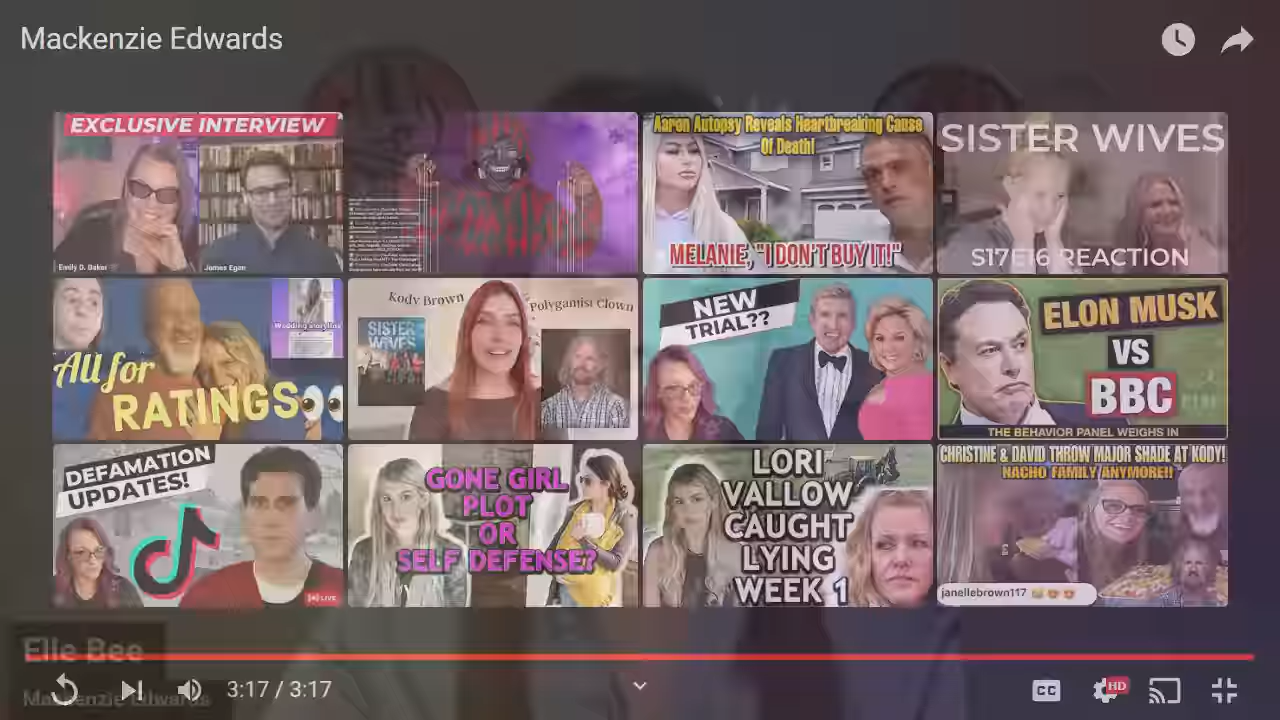 Mackenzie Edwards
EXCLUSIVE INTERVIEW
Emily D. Baker
James Egan
Aaron Autopsy Reveals Heartbreaking Cause
Of Death!
MELANIE, "I DON'T BUY IT!"
SISTER WIVES
S17E16 REACTION
Wedding storyline
All for
RATINGS
Kody Brown
Polygamist Clown
SISTER
WIVES
NEW
TRIAL??
ELON MUSK
VS
BBC
THE BEHAVIOR PANEL WEIGHS IN
DEFAMATION
UPDATES!
LIVE
GONE GIRL
PLOT
OR
SELF DEFENSE?
LORI
VALLOW
CAUGHT
LYING
WEEK 1
CHRISTINE & DAVID THROW MAJOR SHADE AT KODY!
NACHO FAMILY ANYMORE!!
janellebrown117
Elle Bee
Mackenzie Edwards
3:17 / 3:17
CC
HD